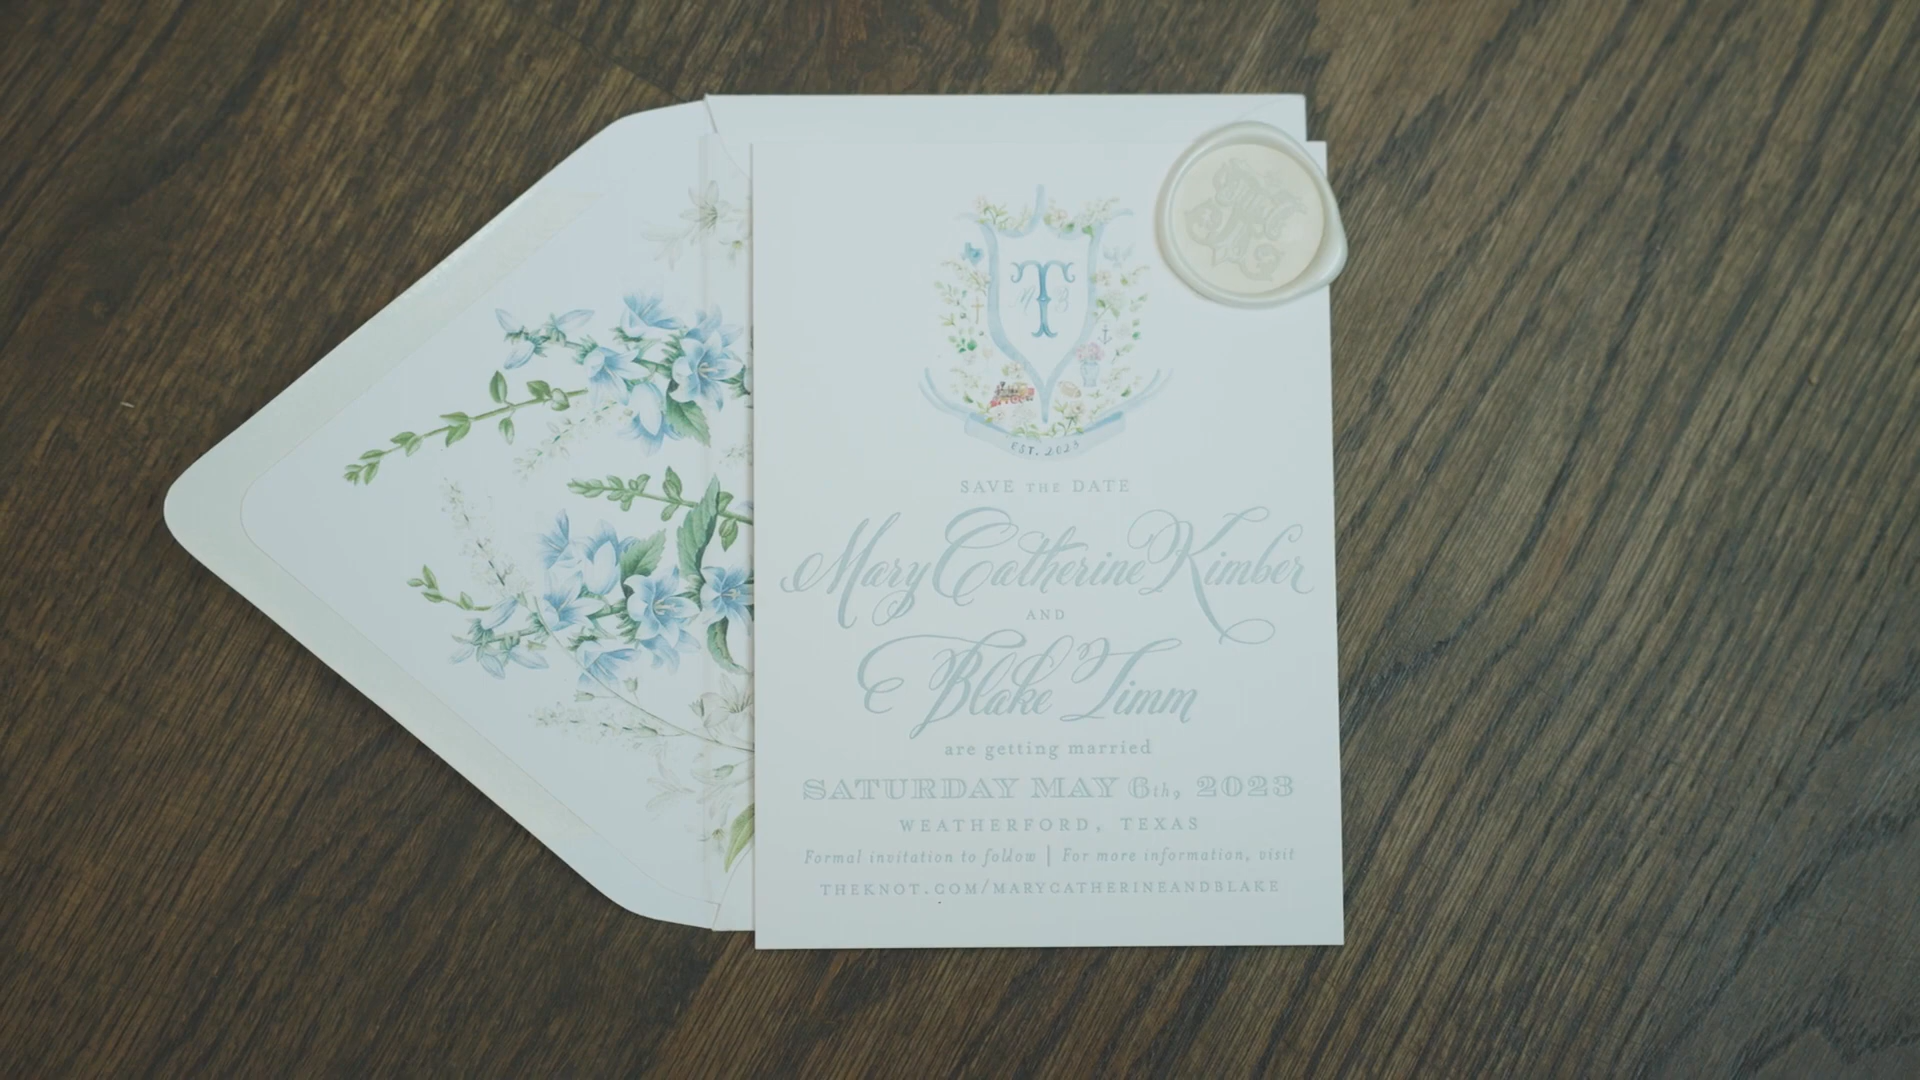 T
M B
EST. 2023
SAVE THE DATE
Mary Catherine Kimber
AND
Blake Timm
are getting married
SATURDAY MAY 6th, 2023
WEATHERFORD, TEXAS
Formal invitation to follow | For more information, visit
THEKNOT.COM/MARYCATHERINEANDBLAKE